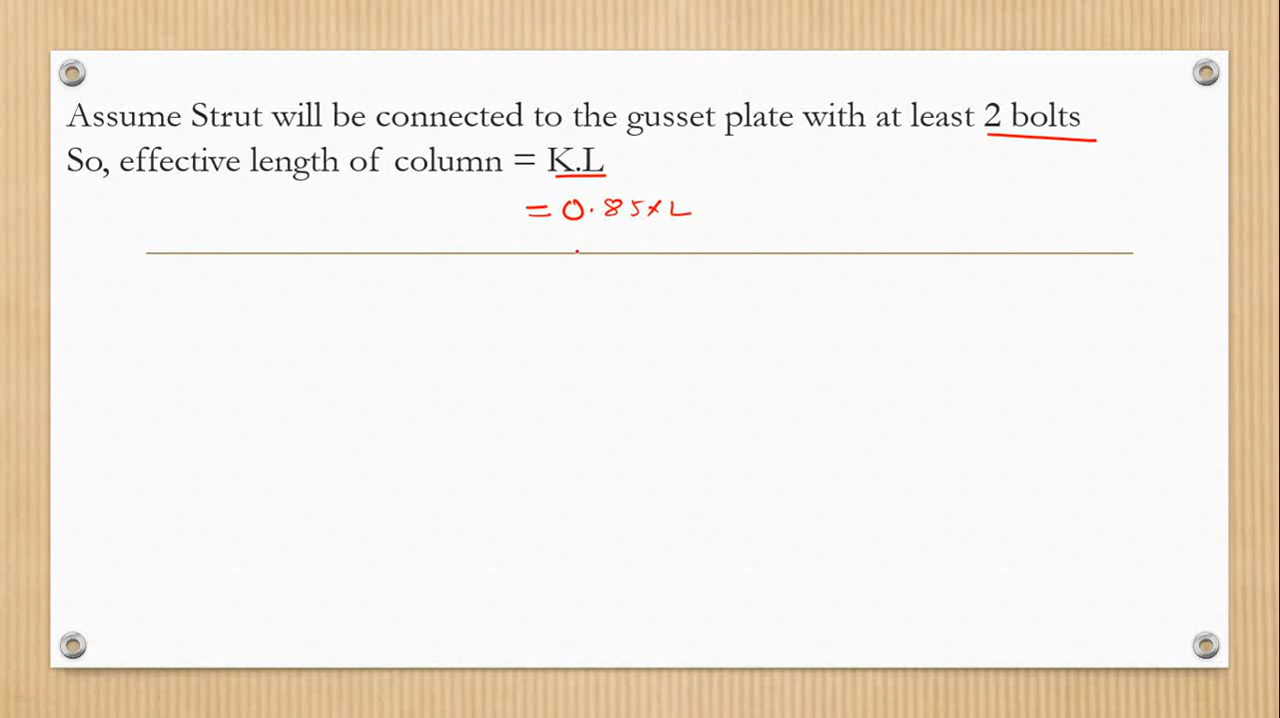 Assume Strut will be connected to the gusset plate with at least 2 bolts
So, effective length of column = K.L
= 0.85 × L